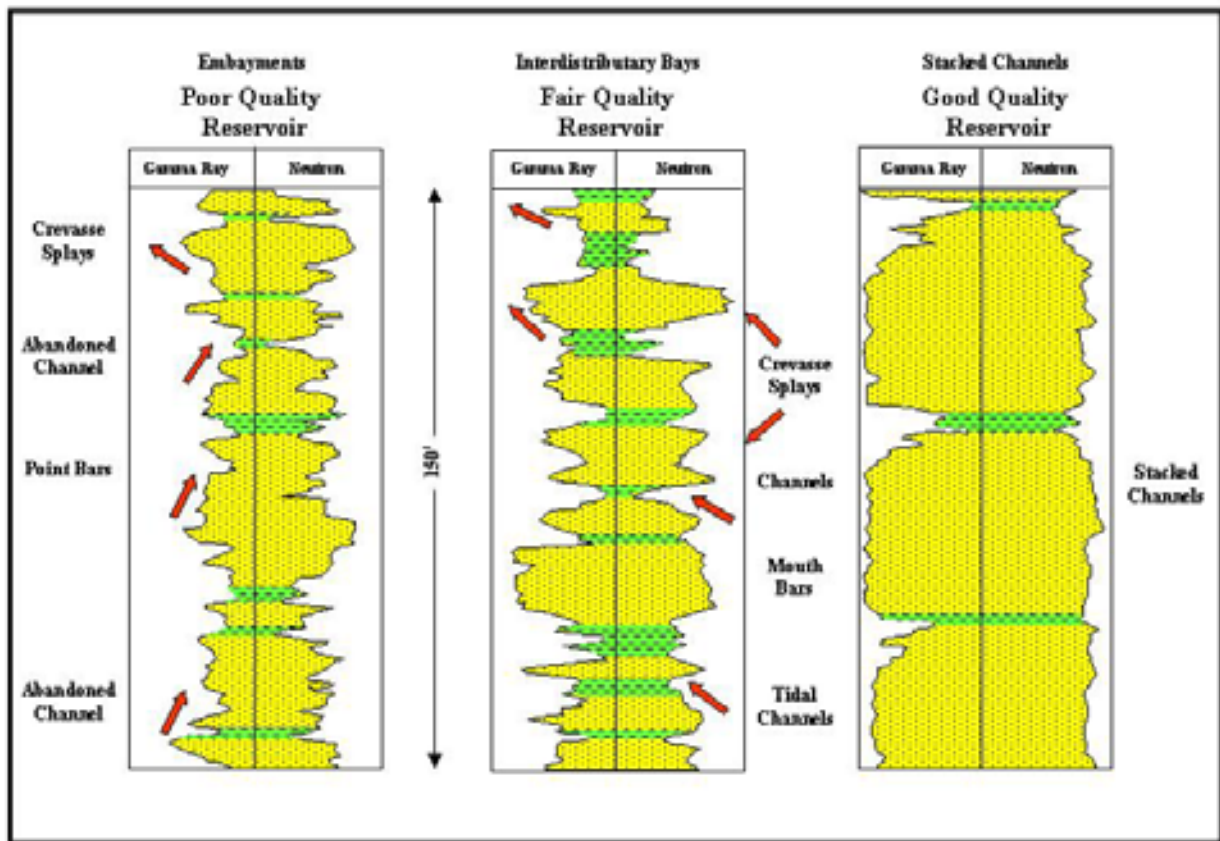 Embayments
Poor Quality
Reservoir
Gamma Ray
Neutron
Crevasse
Splays
Abandoned
Channel
Point Bars
Abandoned
Channel
150'
Interdistributary Bays
Fair Quality
Reservoir
Gamma Ray
Neutron
Crevasse
Splays
Channels
Mouth
Bars
Tidal
Channels
Stacked Channels
Good Quality
Reservoir
Gamma Ray
Neutron
Stacked
Channels